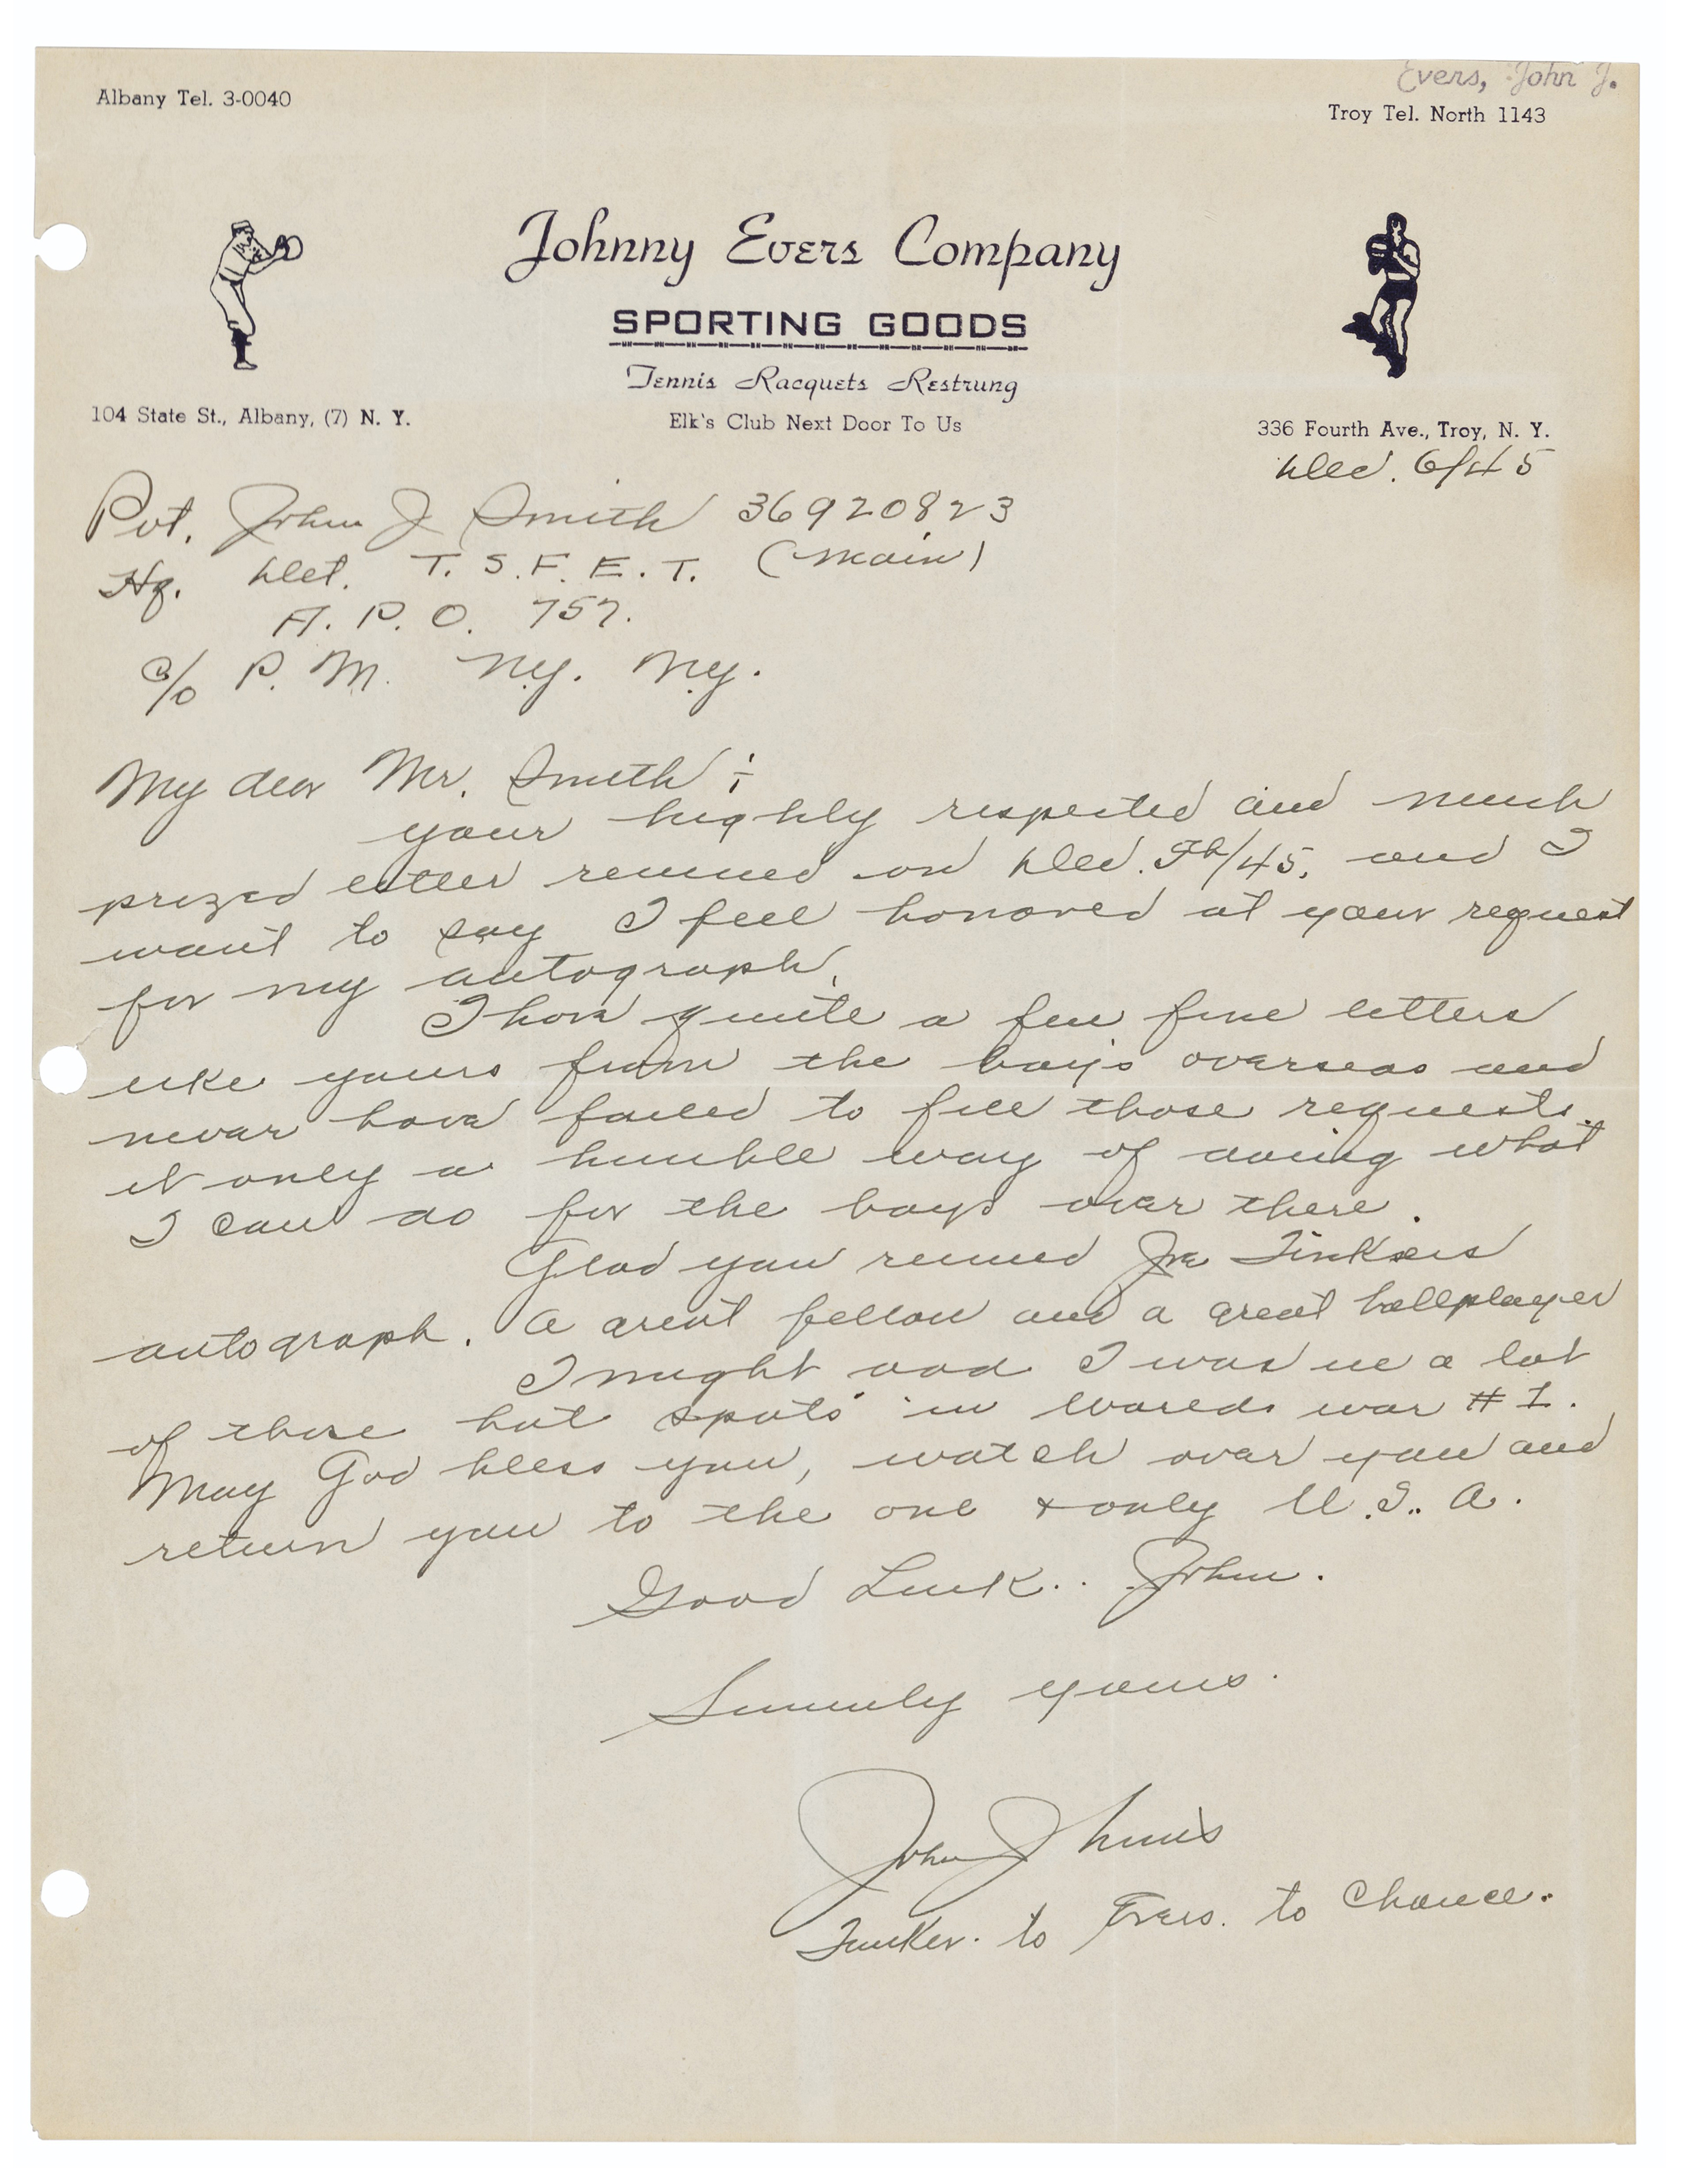 Evers, John J.
Albany Tel. 3-0040
Troy Tel. North 1143
Johnny Evers Company
SPORTING GOODS
Tennis Racquets Restrung
Elk's Club Next Door To Us
104 State St., Albany, (7) N. Y.
336 Fourth Ave., Troy, N. Y.
Dec. 6/45
Pvt. John J Smith 36920823
Hq. Det. T. S. F. E. T. (Main)
A. P. O. 757.
c/o P. M. N.Y. N.Y.
My dear Mr. Smith :
your highly respected and much
prized letter received on Dec. 5th/45. and I
want to say I feel honored at your request
for my autograph.
I have quite a few fine letters
like yours from the boys overseas and
never have failed to fill those requests.
it only a humble way of doing what
I can do for the boys over there.
Glad you received Joe Tinkers
autograph. A great fellow and a great ballplayer
I might add I was in a lot
of those hot spots in Worlds war #1.
May God bless you, watch over you and
return you to the one & only U.S.A.
Good Luck.. John.
Sincerely yours.
John J Evers
Tinker. to Evers. to Chance.